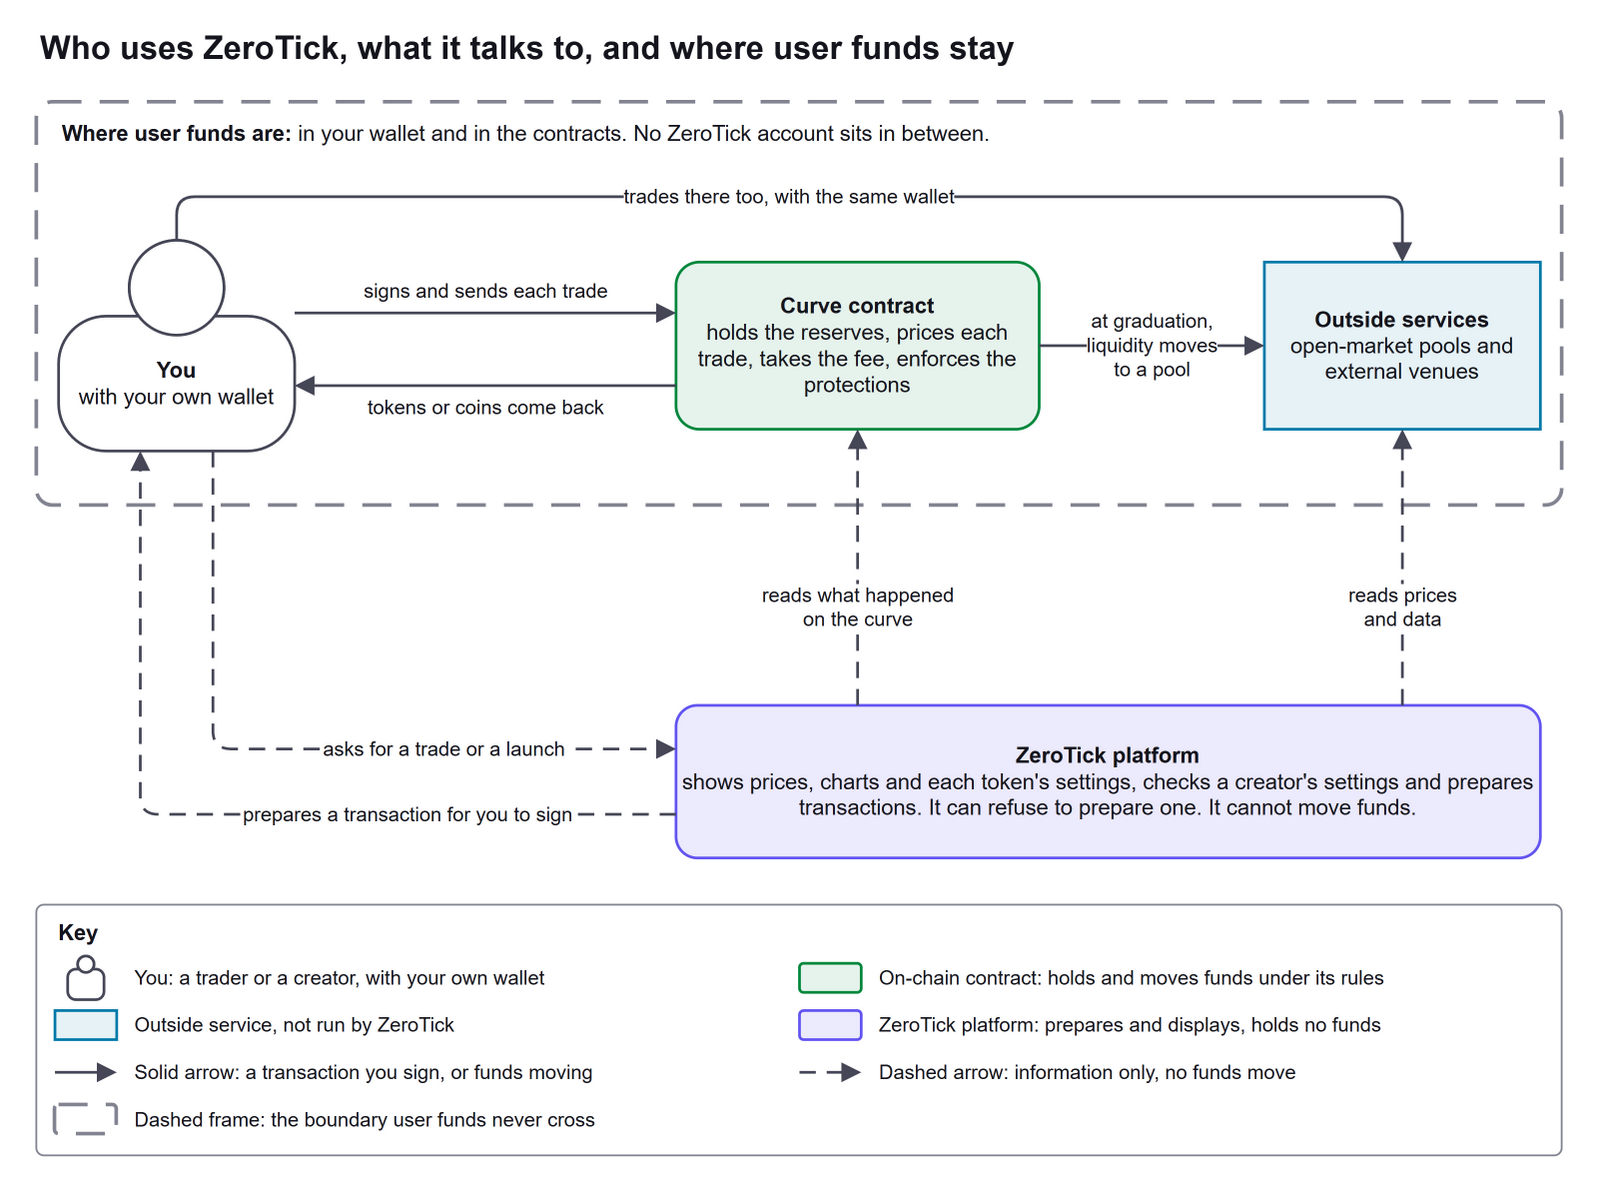 Who uses ZeroTick, what it talks to, and where user funds stay
Where user funds are: in your wallet and in the contracts. No ZeroTick account sits in between.
trades there too, with the same wallet
signs and sends each trade
You
with your own wallet
tokens or coins come back
Curve contract
holds the reserves, prices each
trade, takes the fee, enforces the
protections
at graduation,
liquidity moves
to a pool
Outside services
open-market pools and
external venues
reads what happened
on the curve
reads prices
and data
asks for a trade or a launch
prepares a transaction for you to sign
ZeroTick platform
shows prices, charts and each token's settings, checks a creator's settings and prepares
transactions. It can refuse to prepare one. It cannot move funds.
Key
You: a trader or a creator, with your own wallet
On-chain contract: holds and moves funds under its rules
Outside service, not run by ZeroTick
ZeroTick platform: prepares and displays, holds no funds
Solid arrow: a transaction you sign, or funds moving
Dashed arrow: information only, no funds move
Dashed frame: the boundary user funds never cross